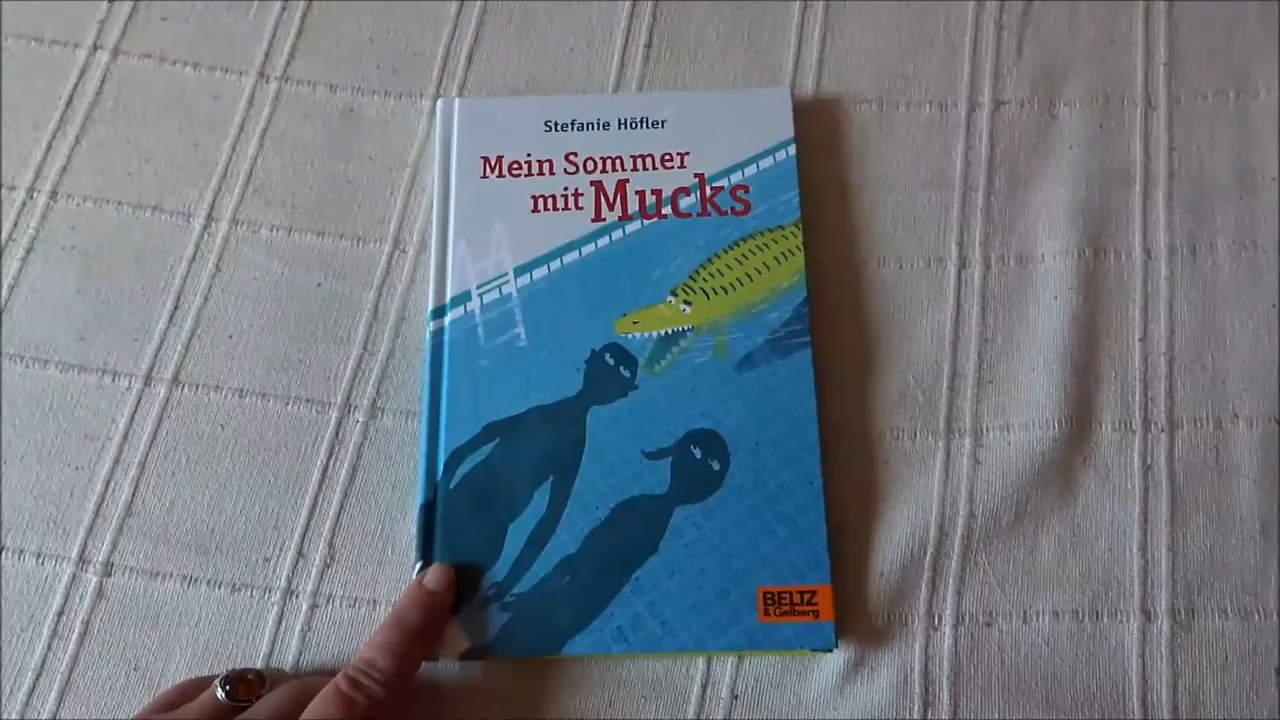 Stefanie Höfler
Mein Sommer
mit Mucks
BELTZ
& Gelberg